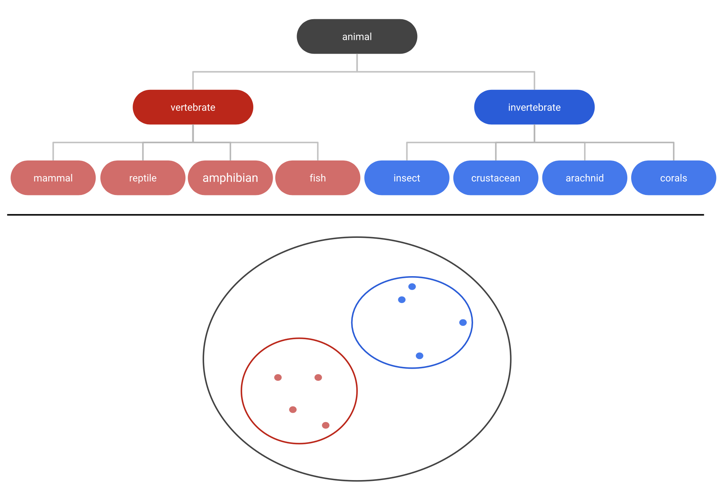 animal
vertebrate
invertebrate
mammal
reptile
amphibian
fish
insect
crustacean
arachnid
corals